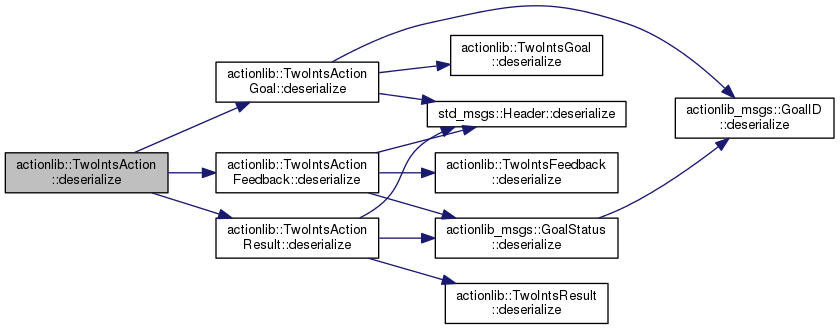 actionlib::TwoIntsAction
::deserialize
actionlib::TwoIntsAction
Goal::deserialize
actionlib::TwoIntsAction
Feedback::deserialize
actionlib::TwoIntsAction
Result::deserialize
actionlib::TwoIntsGoal
::deserialize
std_msgs::Header::deserialize
actionlib::TwoIntsFeedback
::deserialize
actionlib_msgs::GoalStatus
::deserialize
actionlib::TwoIntsResult
::deserialize
actionlib_msgs::GoalID
::deserialize